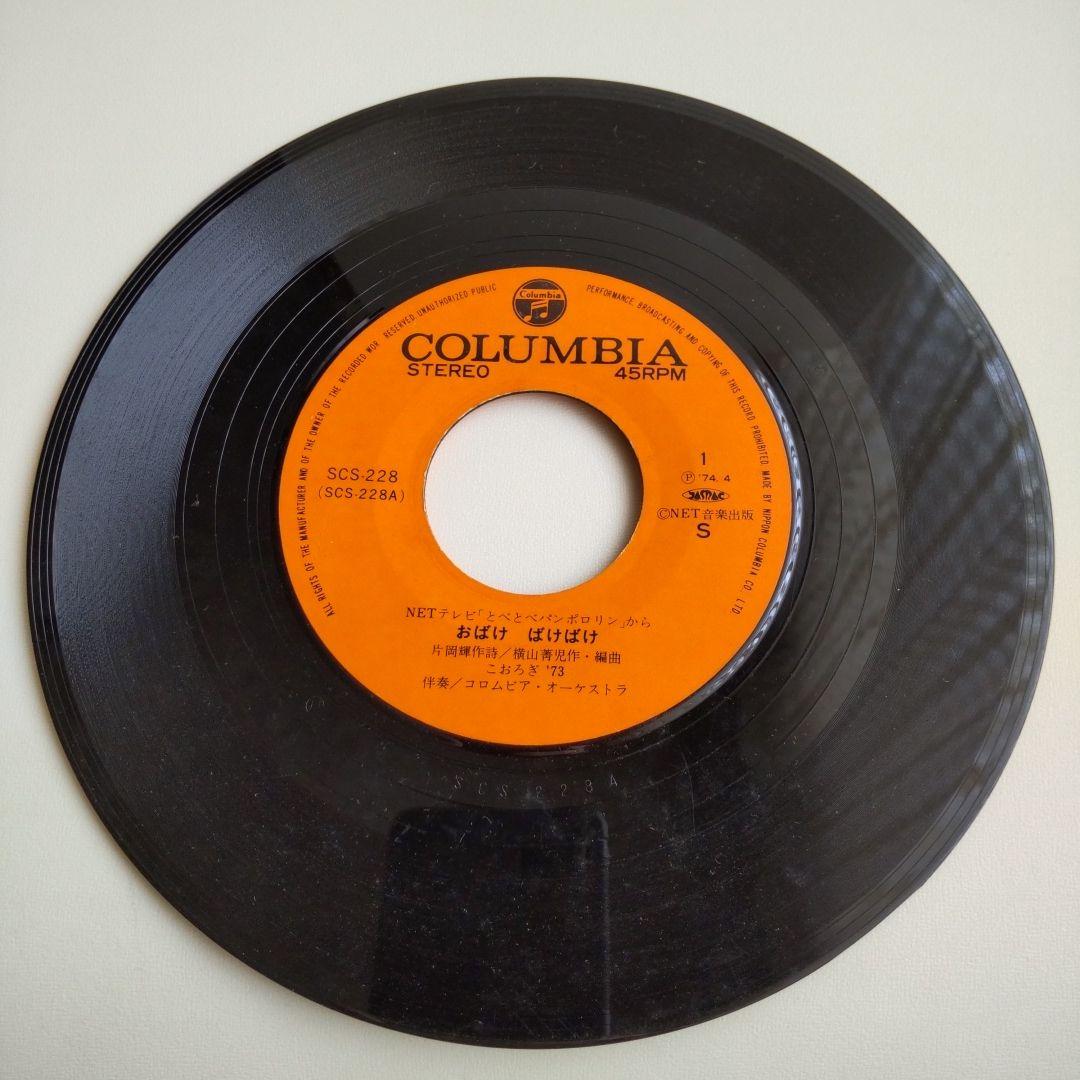 Columbia
ALL RIGHTS OF THE MANUFACTURER AND OF THE OWNER OF THE RECORDED WOR. RESERVED. UNAUTHORIZED PUBLIC PERFORMANCE. BROADCASTING AND COPYING OF THIS RECORD PROHIBITED. MADE BY NIPPON COLUMBIA CO., LTD.
COLUMBIA
STEREO 45RPM
SCS-228
(SCS-228A)
1
Ⓟ '74.4
JASRAC
©NET音楽出版
S
NETテレビ「とべとべパンポロリン」から
おばけ ばけばけ
片岡輝作詩/横山菁児作・編曲
こおろぎ '73
伴奏/コロムビア・オーケストラ